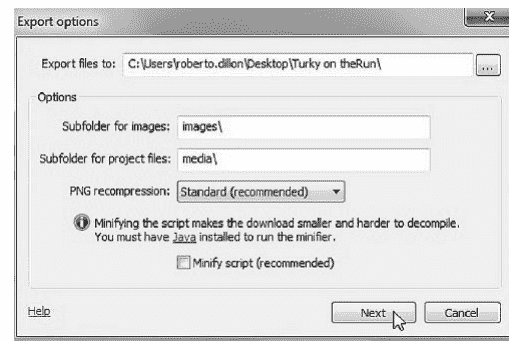 Export options
Export files to: C:\Users\roberto.dillon\Desktop\Turky on theRun\ ...
Options
Subfolder for images: images\
Subfolder for project files: media\
PNG recompression: Standard (recommended)
Minifying the script makes the download smaller and harder to decompile.
You must have Java installed to run the minifier.
Minify script (recommended)
Help Next Cancel